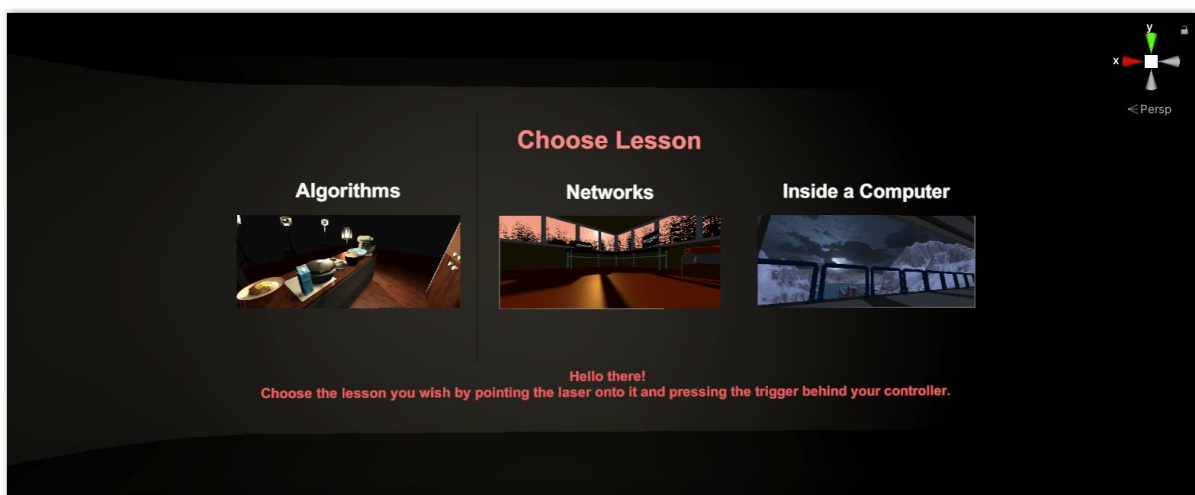 y
x
<Persp
Choose Lesson
Algorithms
Networks
Inside a Computer
Hello there!
Choose the lesson you wish by pointing the laser onto it and pressing the trigger behind your controller.